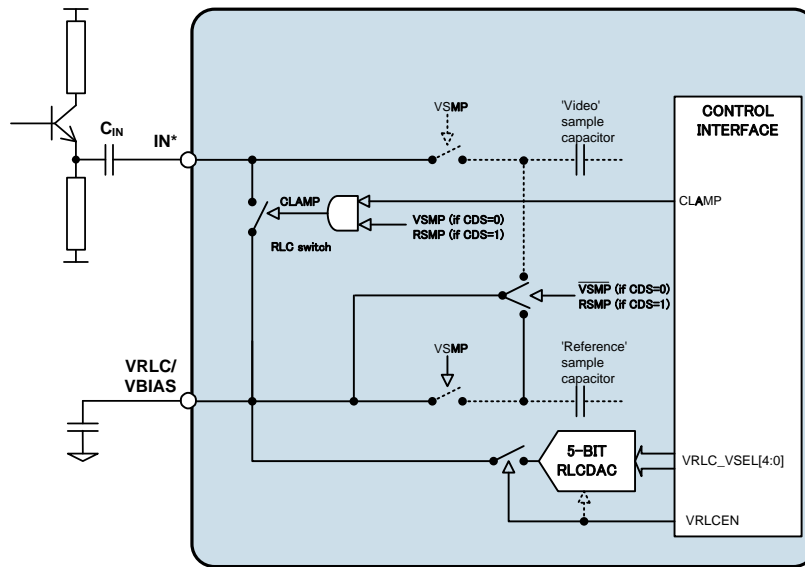 VSMP
'Video'
sample
capacitor
CONTROL
INTERFACE
CIN
IN*
CLAMP
CLAMP
VSMP (if CDS=0)
RSMP (if CDS=1)
RLC switch
VSMP (if CDS=0)
RSMP (if CDS=1)
VRLC/
VBIAS
VSMP
'Reference'
sample
capacitor
5-BIT
RLCDAC
VRLC_VSEL[4:0]
VRLCEN